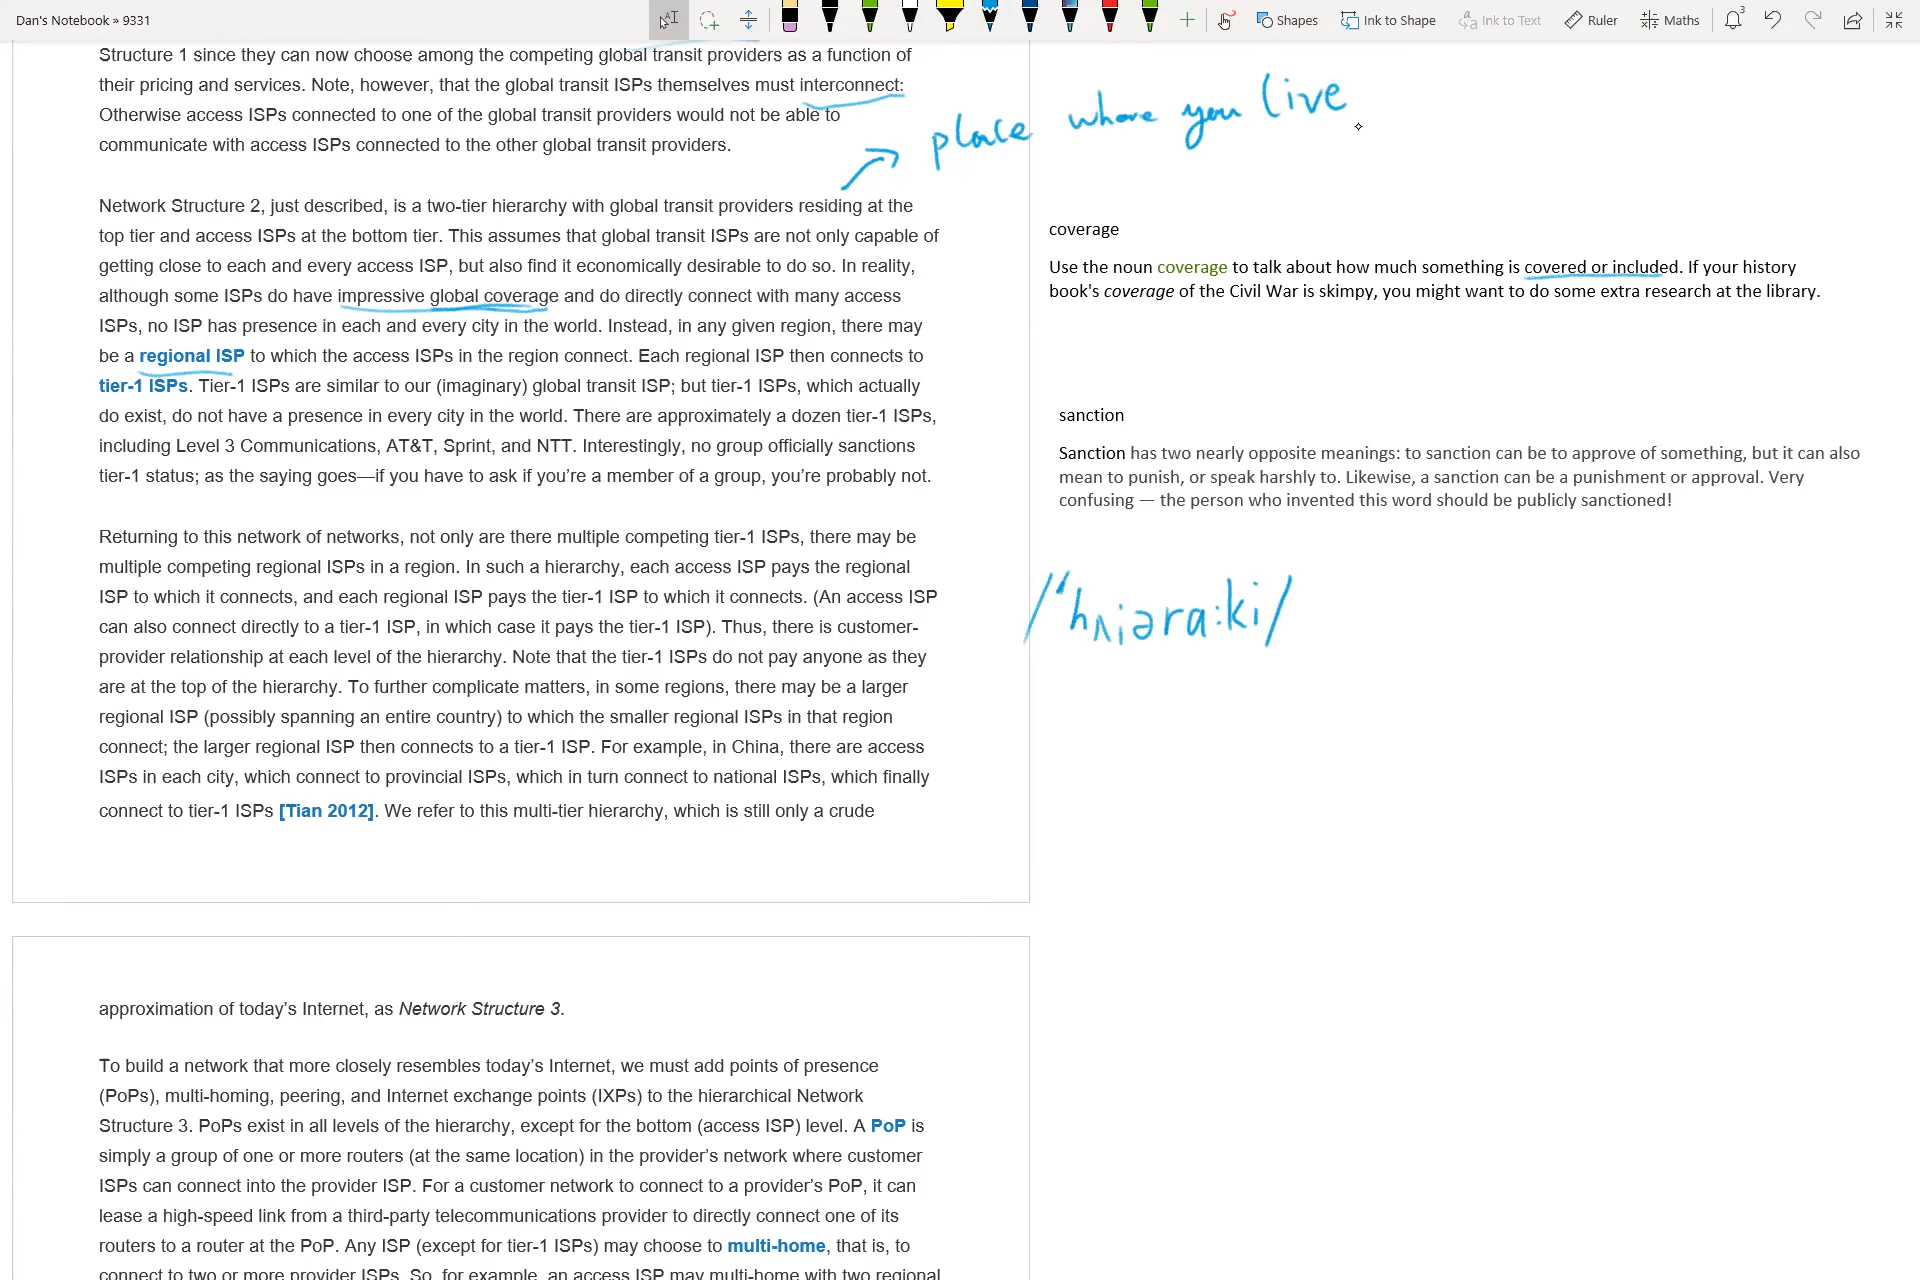 Dan's Notebook » 9331
Shapes
Ink to Shape
Ink to Text
Ruler
Maths
3
Structure 1 since they can now choose among the competing global transit providers as a function of
their pricing and services. Note, however, that the global transit ISPs themselves must interconnect:
Otherwise access ISPs connected to one of the global transit providers would not be able to
communicate with access ISPs connected to the other global transit providers.
place where you live
Network Structure 2, just described, is a two-tier hierarchy with global transit providers residing at the
top tier and access ISPs at the bottom tier. This assumes that global transit ISPs are not only capable of
getting close to each and every access ISP, but also find it economically desirable to do so. In reality,
although some ISPs do have impressive global coverage and do directly connect with many access
ISPs, no ISP has presence in each and every city in the world. Instead, in any given region, there may
be a regional ISP to which the access ISPs in the region connect. Each regional ISP then connects to
tier-1 ISPs. Tier-1 ISPs are similar to our (imaginary) global transit ISP; but tier-1 ISPs, which actually
do exist, do not have a presence in every city in the world. There are approximately a dozen tier-1 ISPs,
including Level 3 Communications, AT&T, Sprint, and NTT. Interestingly, no group officially sanctions
tier-1 status; as the saying goes—if you have to ask if you’re a member of a group, you’re probably not.
Returning to this network of networks, not only are there multiple competing tier-1 ISPs, there may be
multiple competing regional ISPs in a region. In such a hierarchy, each access ISP pays the regional
ISP to which it connects, and each regional ISP pays the tier-1 ISP to which it connects. (An access ISP
can also connect directly to a tier-1 ISP, in which case it pays the tier-1 ISP). Thus, there is customer-
provider relationship at each level of the hierarchy. Note that the tier-1 ISPs do not pay anyone as they
are at the top of the hierarchy. To further complicate matters, in some regions, there may be a larger
regional ISP (possibly spanning an entire country) to which the smaller regional ISPs in that region
connect; the larger regional ISP then connects to a tier-1 ISP. For example, in China, there are access
ISPs in each city, which connect to provincial ISPs, which in turn connect to national ISPs, which finally
connect to tier-1 ISPs [Tian 2012]. We refer to this multi-tier hierarchy, which is still only a crude
coverage
Use the noun coverage to talk about how much something is covered or included. If your history
book's coverage of the Civil War is skimpy, you might want to do some extra research at the library.
sanction
Sanction has two nearly opposite meanings: to sanction can be to approve of something, but it can also
mean to punish, or speak harshly to. Likewise, a sanction can be a punishment or approval. Very
confusing — the person who invented this word should be publicly sanctioned!
/ˈhʌiəra:ki/
approximation of today’s Internet, as Network Structure 3.
To build a network that more closely resembles today’s Internet, we must add points of presence
(PoPs), multi-homing, peering, and Internet exchange points (IXPs) to the hierarchical Network
Structure 3. PoPs exist in all levels of the hierarchy, except for the bottom (access ISP) level. A PoP is
simply a group of one or more routers (at the same location) in the provider’s network where customer
ISPs can connect into the provider ISP. For a customer network to connect to a provider’s PoP, it can
lease a high-speed link from a third-party telecommunications provider to directly connect one of its
routers to a router at the PoP. Any ISP (except for tier-1 ISPs) may choose to multi-home, that is, to
connect to two or more provider ISPs. So, for example, an access ISP may multi-home with two regional